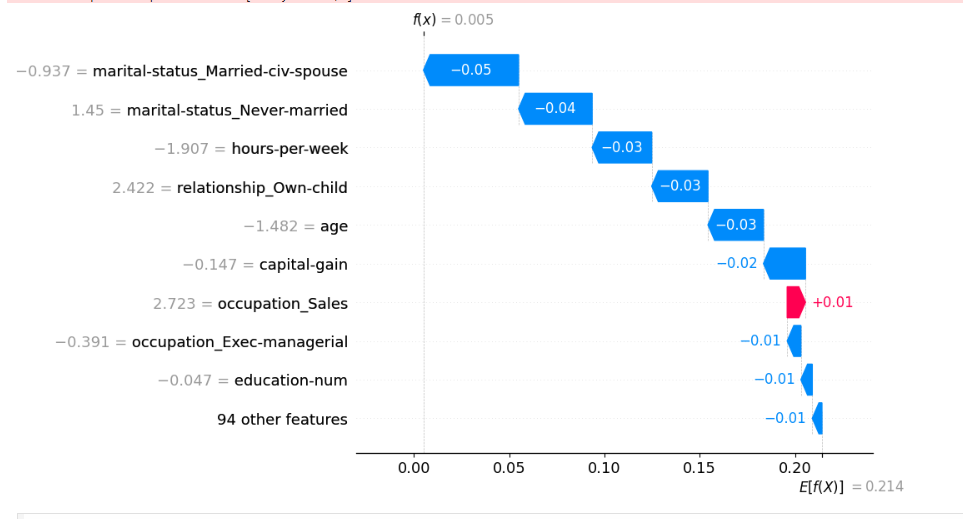 f(x) = 0.005
−0.937 = marital-status_Married-civ-spouse
−0.05
1.45 = marital-status_Never-married
−0.04
−1.907 = hours-per-week
−0.03
2.422 = relationship_Own-child
−0.03
−1.482 = age
−0.03
−0.147 = capital-gain
−0.02
2.723 = occupation_Sales
+0.01
−0.391 = occupation_Exec-managerial
−0.01
−0.047 = education-num
−0.01
94 other features
−0.01
0.00 0.05 0.10 0.15 0.20
E[f(X)] = 0.214